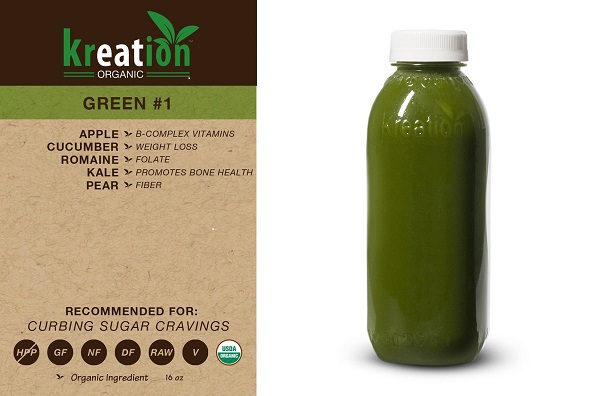 kreation™
ORGANIC
GREEN #1
APPLE B-COMPLEX VITAMINS
CUCUMBER WEIGHT LOSS
ROMAINE FOLATE
KALE PROMOTES BONE HEALTH
PEAR FIBER
RECOMMENDED FOR:
CURBING SUGAR CRAVINGS
HPP GF NF DF RAW V USDA ORGANIC
Organic Ingredient 16 oz
kreation